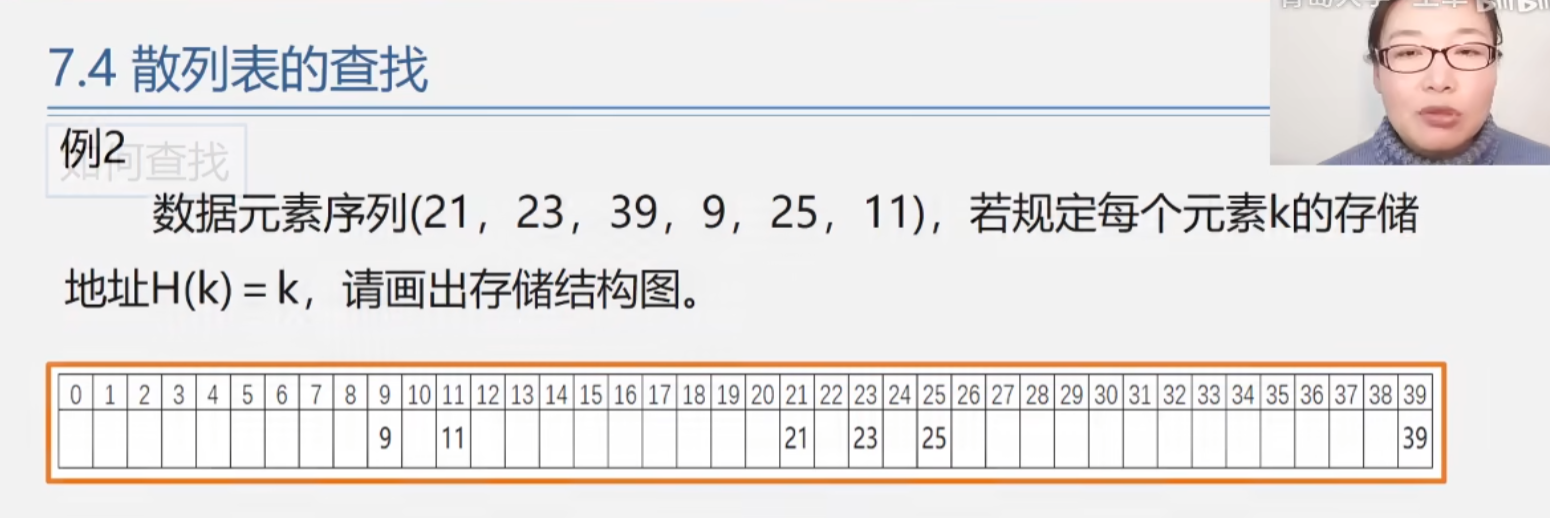 7.4 散列表的查找
例2
如何查找
数据元素序列(21，23，39，9，25，11)，若规定每个元素k的存储
地址H(k) = k，请画出存储结构图。
0 1 2 3 4 5 6 7 8 9 10 11 12 13 14 15 16 17 18 19 20 21 22 23 24 25 26 27 28 29 30 31 32 33 34 35 36 37 38 39
9 11 21 23 25 39